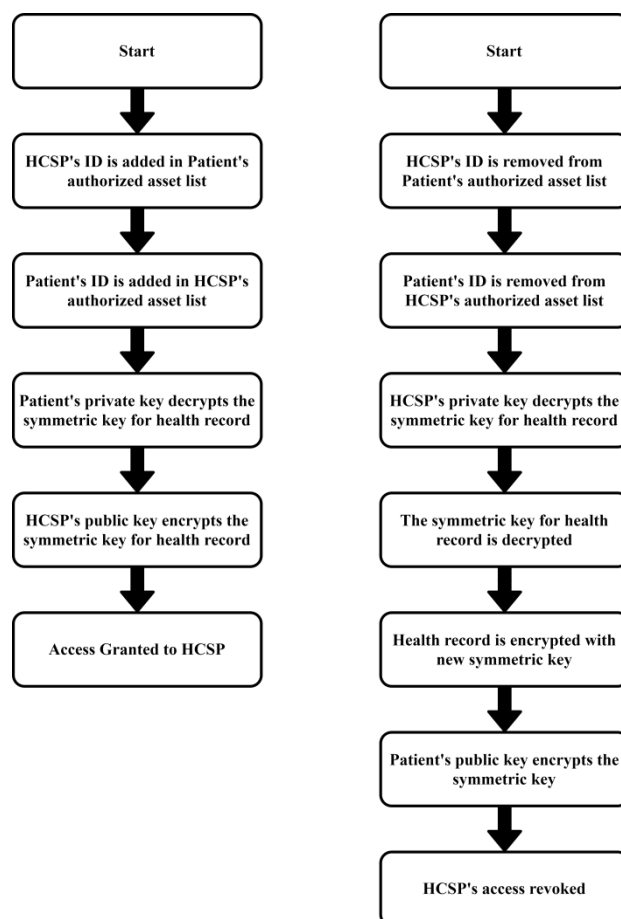 Start
HCSP's ID is added in Patient's
authorized asset list
Patient's ID is added in HCSP's
authorized asset list
Patient's private key decrypts the
symmetric key for health record
HCSP's public key encrypts the
symmetric key for health record
Access Granted to HCSP
Start
HCSP's ID is removed from
Patient's authorized asset list
Patient's ID is removed from
HCSP's authorized asset list
HCSP's private key decrypts the
symmetric key for health record
The symmetric key for health
record is decrypted
Health record is encrypted with
new symmetric key
Patient's public key encrypts the
symmetric key
HCSP's access revoked